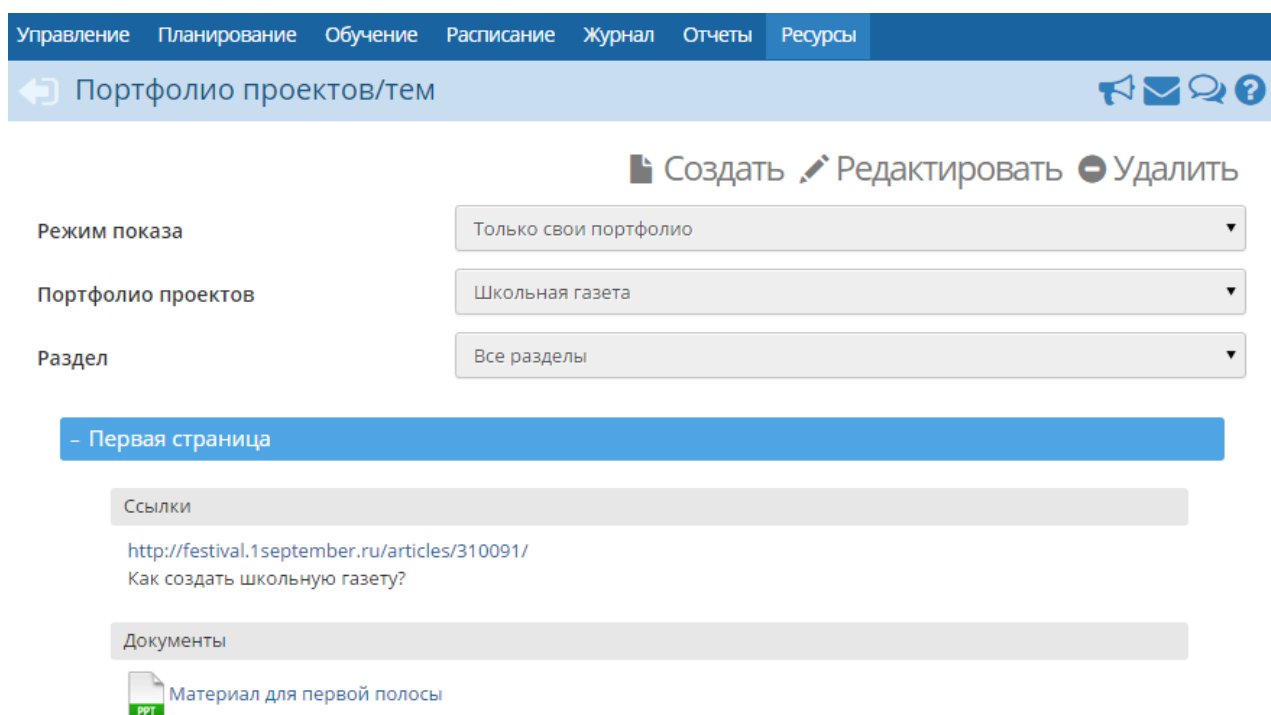 Управление Планирование Обучение Расписание Журнал Отчеты Ресурсы
Портфолио проектов/тем
Создать Редактировать Удалить
Режим показа Только свои портфолио
Портфолио проектов Школьная газета
Раздел Все разделы
– Первая страница
Ссылки
http://festival.1september.ru/articles/310091/
Как создать школьную газету?
Документы
Материал для первой полосы
PPT